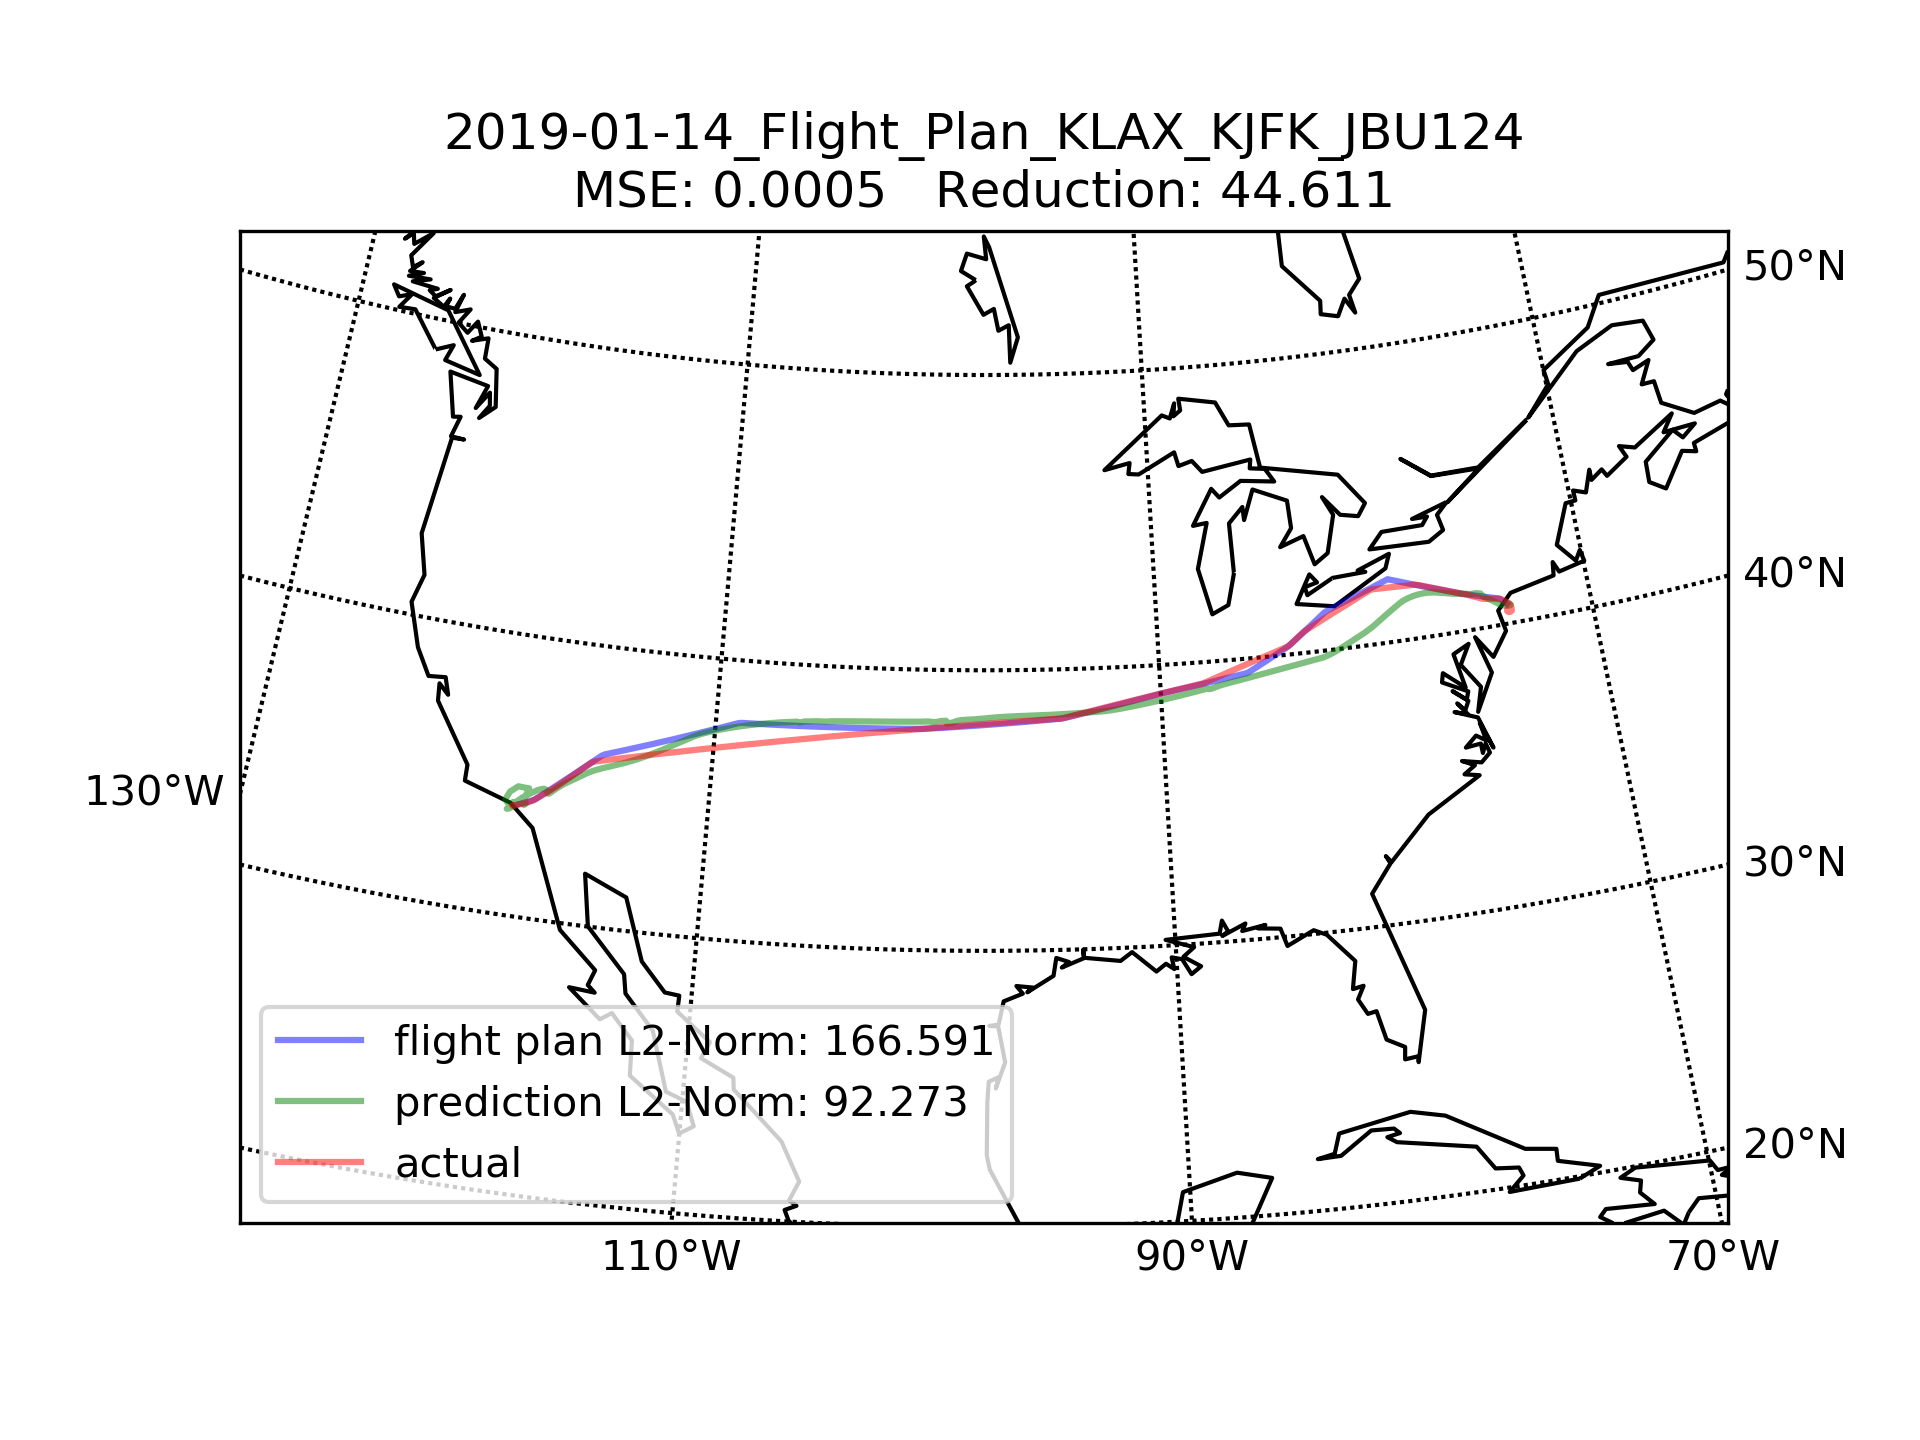 2019-01-14_Flight_Plan_KLAX_KJFK_JBU124
MSE: 0.0005   Reduction: 44.611
50°N
40°N
130°W
30°N
flight plan L2-Norm: 166.591
prediction L2-Norm: 92.273
actual
20°N
110°W
90°W
70°W